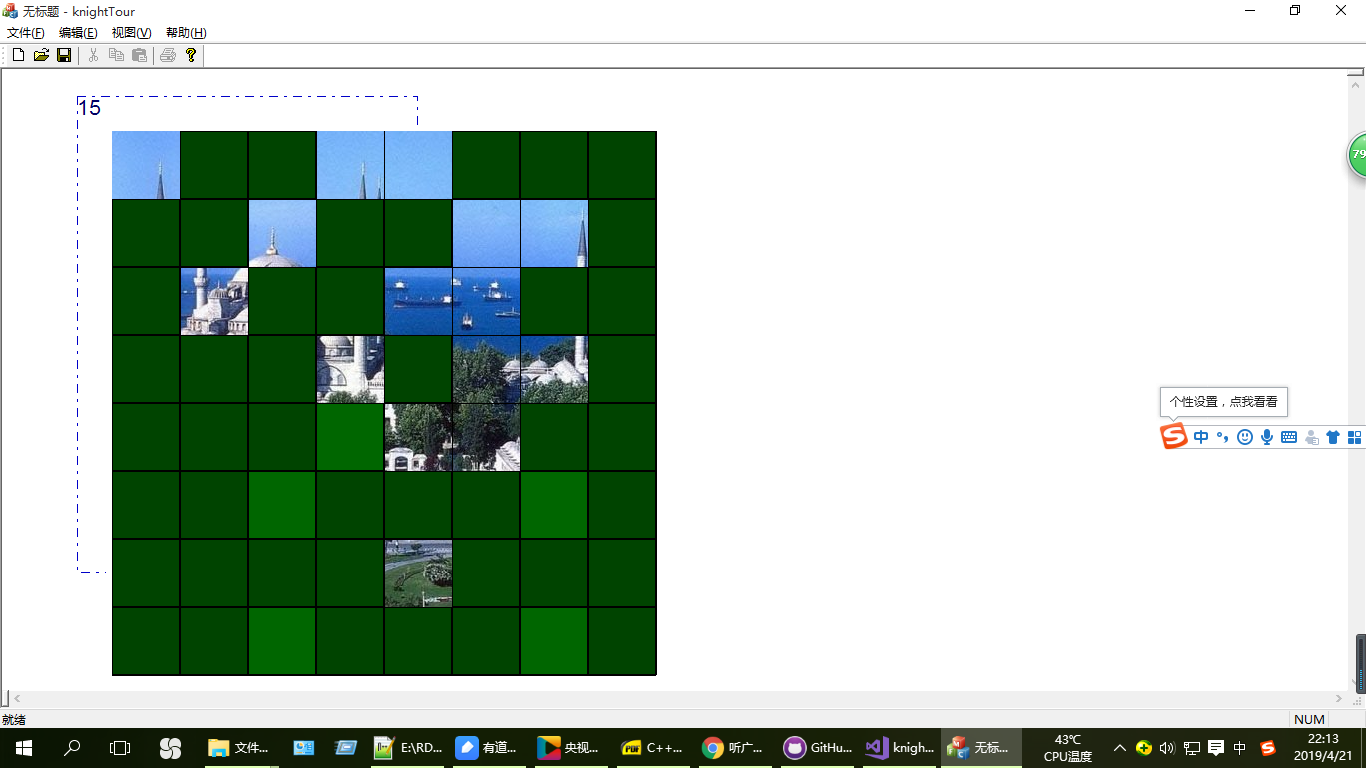 无标题 - knightTour
文件(F) 编辑(E) 视图(V) 帮助(H)
15
79
个性设置，点我看看
中
就绪
NUM
文件... E:\RD... 有道... 央视... PDF C++... 听广... GitHu... knigh... 无标...
43℃
CPU温度
中
22:13
2019/4/21